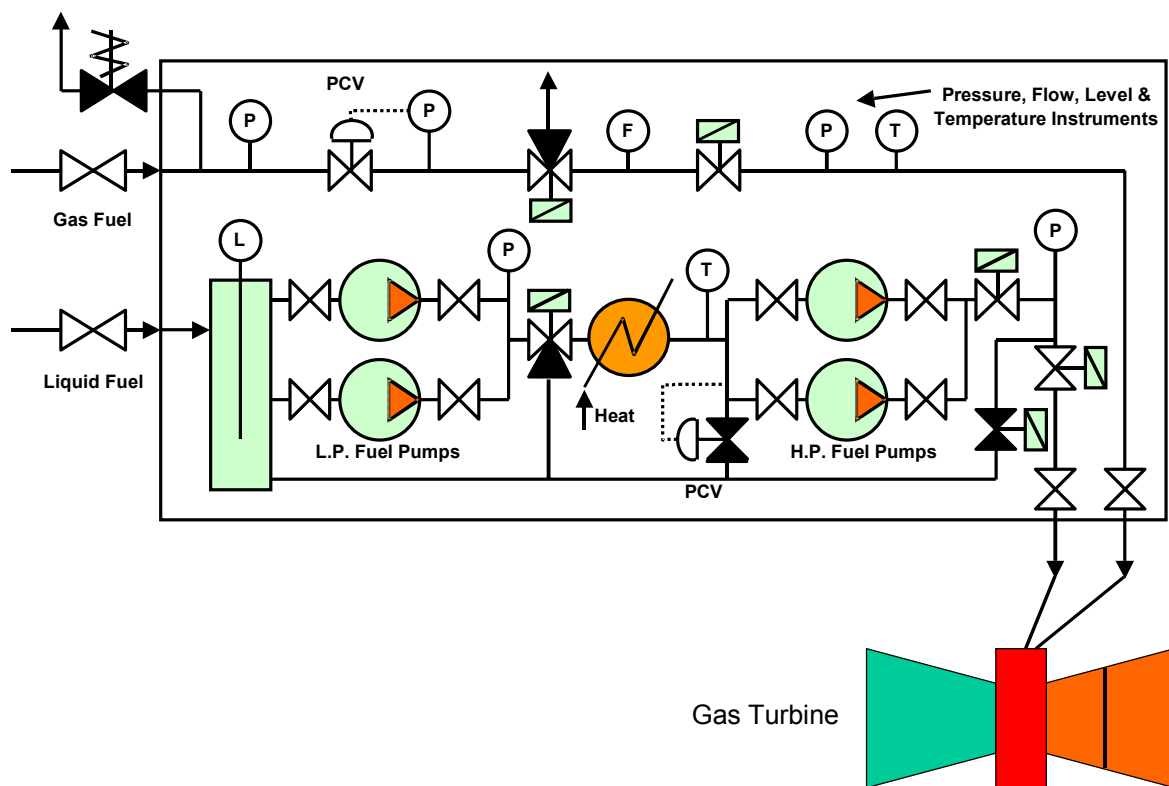 PCV
P
P
F
P
T
Pressure, Flow, Level &
Temperature Instruments
Gas Fuel
L
P
T
P
Liquid Fuel
Heat
L.P. Fuel Pumps
H.P. Fuel Pumps
PCV
Gas Turbine